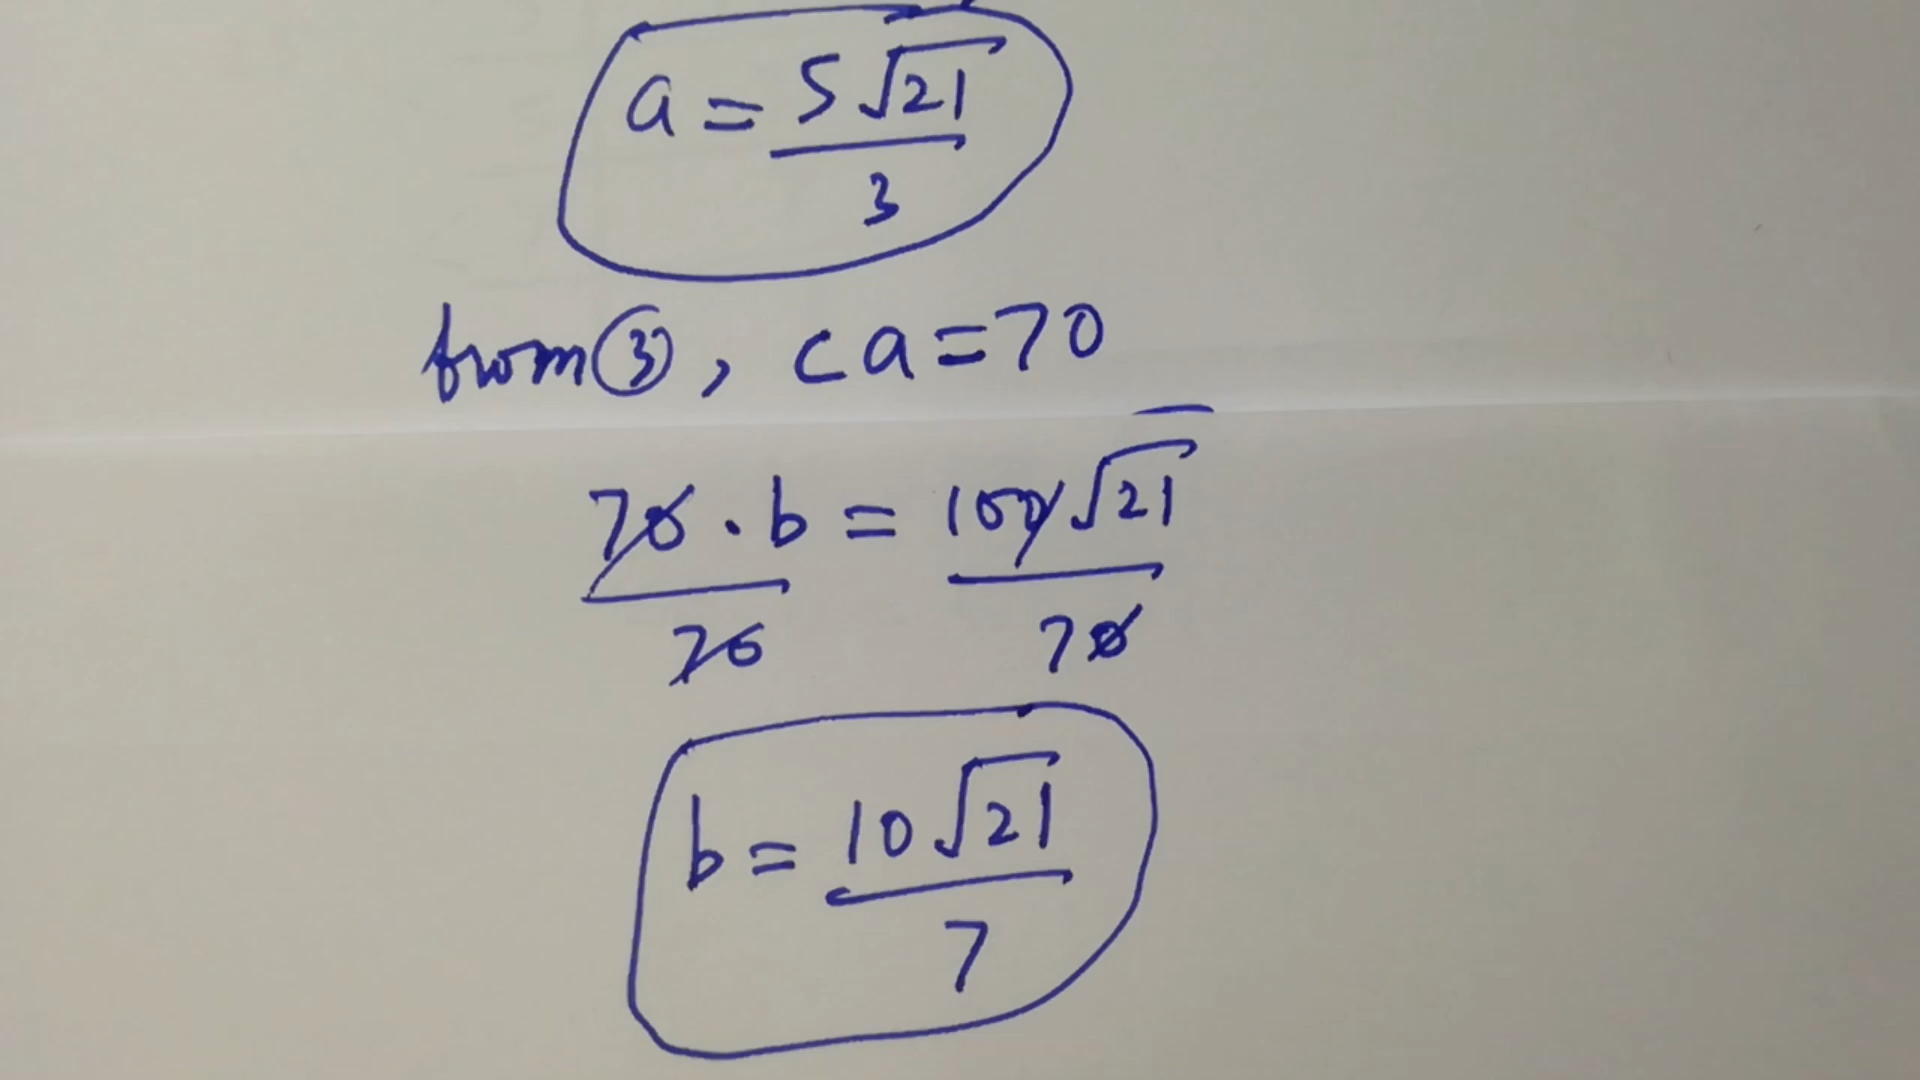 a = 5√21 / 3
from ③, ca = 70
70 · b / 70 = 100√21 / 70
b = 10√21 / 7